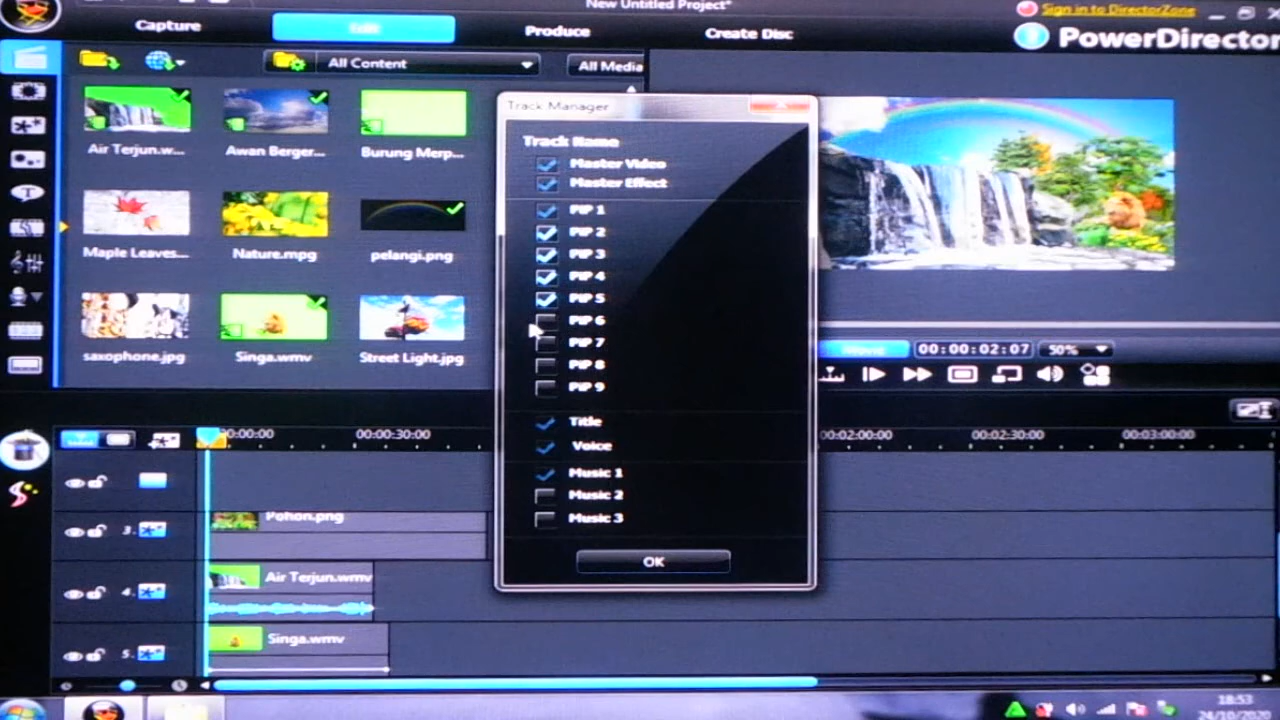 New Untitled Project*
Sign in to DirectorZone
Capture
Edit
Produce
Create Disc
PowerDirector
All Content
All Media
Air Terjun.w...
Awan Berger...
Burung Merp...
Maple Leaves...
Nature.mpg
pelangi.png
saxophone.jpg
Singa.wmv
Street Light.jpg
Track Manager
Track Name
Master Video
Master Effect
PiP 1
PiP 2
PiP 3
PiP 4
PiP 5
PiP 6
PiP 7
PiP 8
PiP 9
Title
Voice
Music 1
Music 2
Music 3
OK
Movie
00:00:02:07
50%
00:00:00
00:00:30:00
00:02:00:00
00:02:30:00
00:03:00:00
3.
Pohon.png
4.
Air Terjun.wmv
5.
Singa.wmv
18:53
24/10/2020